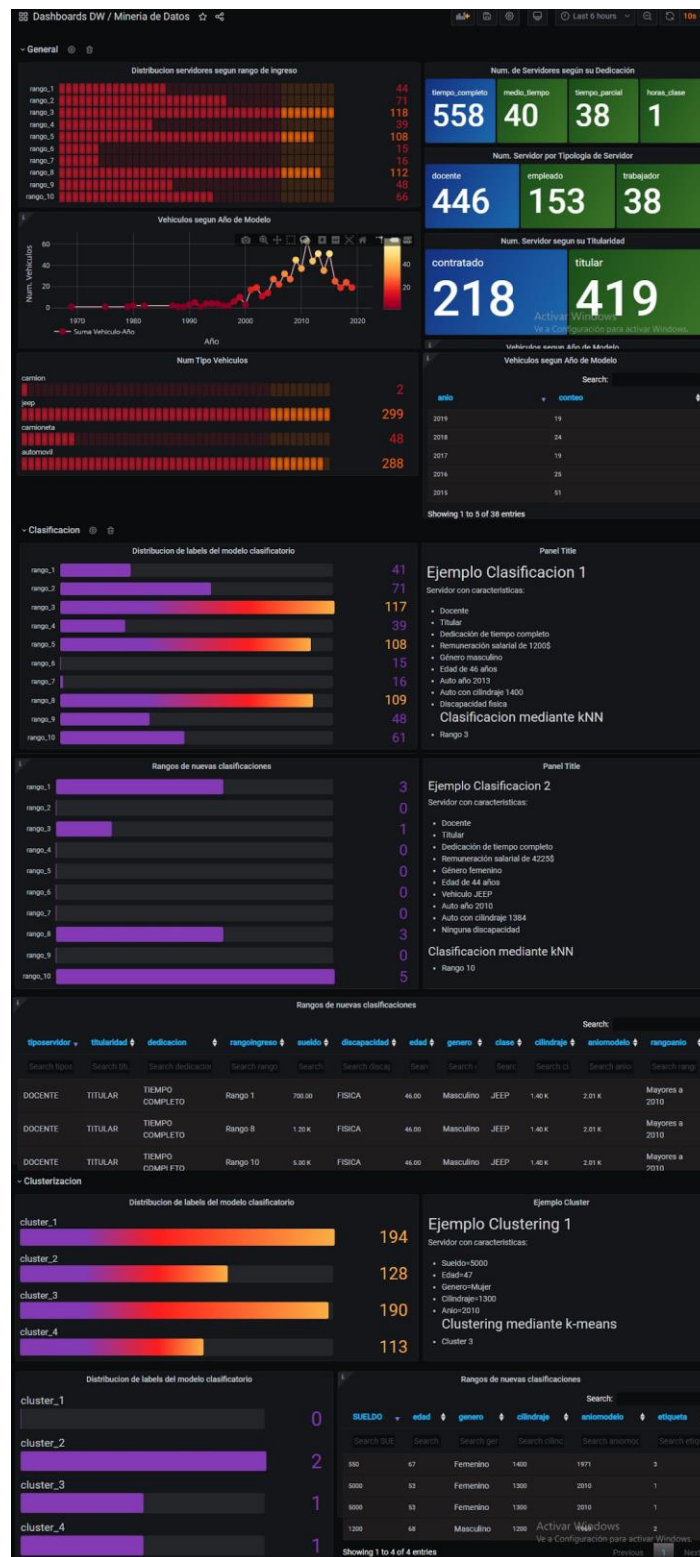 Dashboards DW / Mineria de Datos
Last 6 hours
10s
General
Distribucion servidores segun rango de ingreso
rango_1 44
rango_2 71
rango_3 118
rango_4 39
rango_5 108
rango_6 15
rango_7 16
rango_8 112
rango_9 48
rango_10 66
Num. de Servidores según su Dedicación
tiempo_completo medio_tiempo tiempo_parcial horas_clase
558 40 38 1
Num. Servidor por Tipologia de Servidor
docente empleado trabajador
446 153 38
Vehiculos segun Año de Modelo
Num. Vehiculos
60
40
20
0
40
20
1970 1980 1990 2000 2010 2020
Suma Vehiculo-Año
Año
Num. Servidor segun su Titularidad
contratado titular
218 419
Activar Windows
Ve a Configuración para activar Windows.
Vehiculos segun Año de Modelo
Num Tipo Vehiculos
camion
2
jeep
299
camioneta
48
automovil
288
Vehiculos segun Año de Modelo
Search:
anio conteo
2019 19
2018 24
2017 19
2016 25
2015 51
Showing 1 to 5 of 38 entries
Clasificacion
Distribucion de labels del modelo clasificatorio
rango_1 41
rango_2 71
rango_3 117
rango_4 39
rango_5 108
rango_6 15
rango_7 16
rango_8 109
rango_9 48
rango_10 61
Panel Title
Ejemplo Clasificacion 1
Servidor con características:
• Docente
• Titular
• Dedicación de tiempo completo
• Remuneración salarial de 1200$
• Género masculino
• Edad de 46 años
• Auto año 2013
• Auto con cilindraje 1400
• Discapacidad fisica
Clasificacion mediante kNN
• Rango 3
Rangos de nuevas clasificaciones
rango_1 3
rango_2 0
rango_3 1
rango_4 0
rango_5 0
rango_6 0
rango_7 0
rango_8 3
rango_9 0
rango_10 5
Panel Title
Ejemplo Clasificacion 2
Servidor con características:
• Docente
• Titular
• Dedicación de tiempo completo
• Remuneración salarial de 4225$
• Género femenino
• Edad de 44 años
• Vehiculo JEEP
• Auto año 2010
• Auto con cilindraje 1384
• Ninguna discapacidad
Clasificacion mediante kNN
• Rango 10
Rangos de nuevas clasificaciones
Search:
tiposervidor titularidad dedicacion rangoingreso sueldo discapacidad edad genero clase cilindraje aniomodelo rangoanio
DOCENTE TITULAR TIEMPO COMPLETO Rango 1 700.00 FISICA 46.00 Masculino JEEP 1.40 K 2.01 K Mayores a 2010
DOCENTE TITULAR TIEMPO COMPLETO Rango 8 1.20 K FISICA 46.00 Masculino JEEP 1.40 K 2.01 K Mayores a 2010
DOCENTE TITULAR TIEMPO COMPLETO Rango 10 5.00 K FISICA 46.00 Masculino JEEP 1.40 K 2.01 K Mayores a 2010
Clusterizacion
Distribucion de labels del modelo clasificatorio
cluster_1
194
cluster_2
128
cluster_3
190
cluster_4
113
Ejemplo Cluster
Ejemplo Clustering 1
Servidor con características:
• Sueldo=5000
• Edad=47
• Genero=Mujer
• Cilindraje=1300
• Anio=2010
Clustering mediante k-means
• Cluster 3
Distribucion de labels del modelo clasificatorio
cluster_1
0
cluster_2
2
cluster_3
1
cluster_4
1
Rangos de nuevas clasificaciones
Search:
SUELDO edad genero cilindraje aniomodelo etiqueta
550 67 Femenino 1400 1971 3
5000 53 Femenino 1300 2010 1
5000 53 Femenino 1300 2010 1
1200 68 Masculino 1200 2
Activar Windows
Ve a Configuración para activar Windows.
Showing 1 to 4 of 4 entries
Previous 1 Next